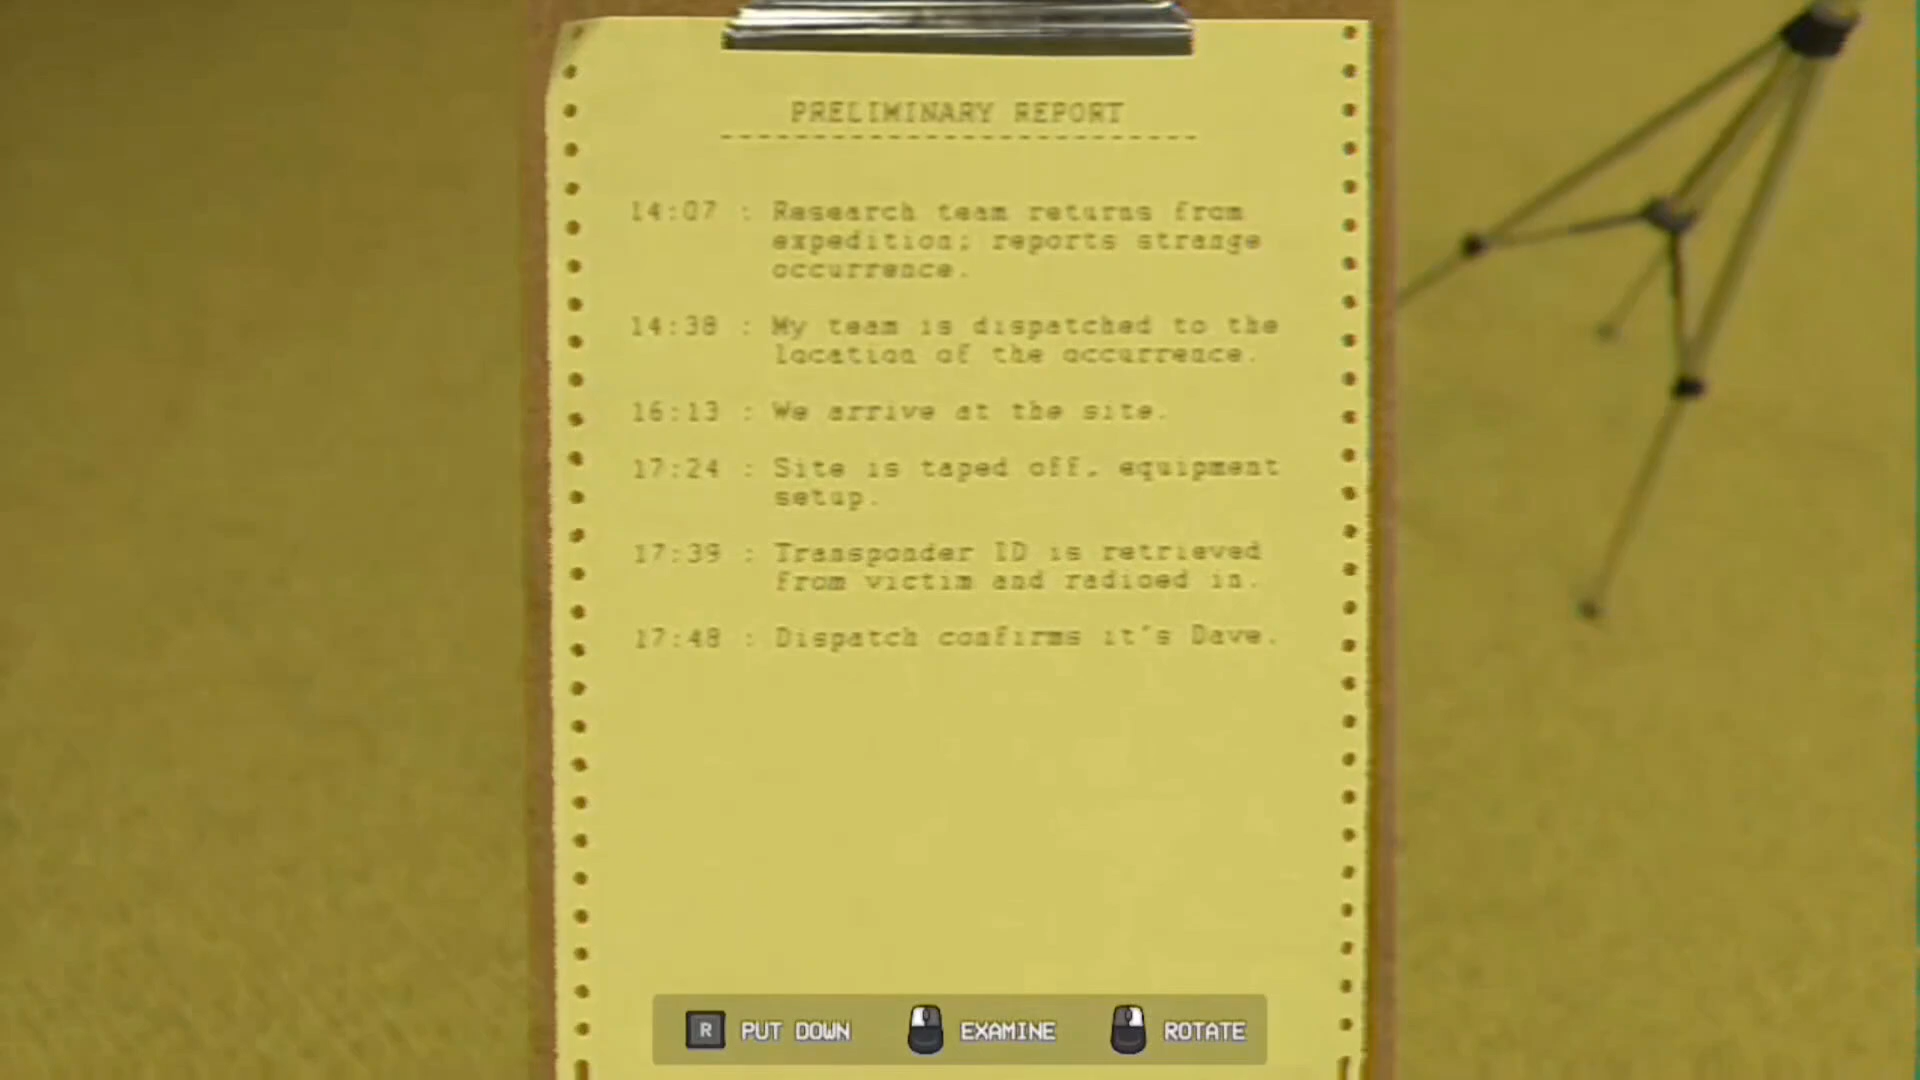 PRELIMINARY REPORT
14:07 : Research team returns from
expedition; reports strange
occurrence.
14:38 : My team is dispatched to the
location of the occurrence.
16:13 : We arrive at the site.
17:24 : Site is taped off, equipment
setup.
17:39 : Transponder ID is retrieved
from victim and radioed in.
17:48 : Dispatch confirms it's Dave.
R PUT DOWN EXAMINE ROTATE